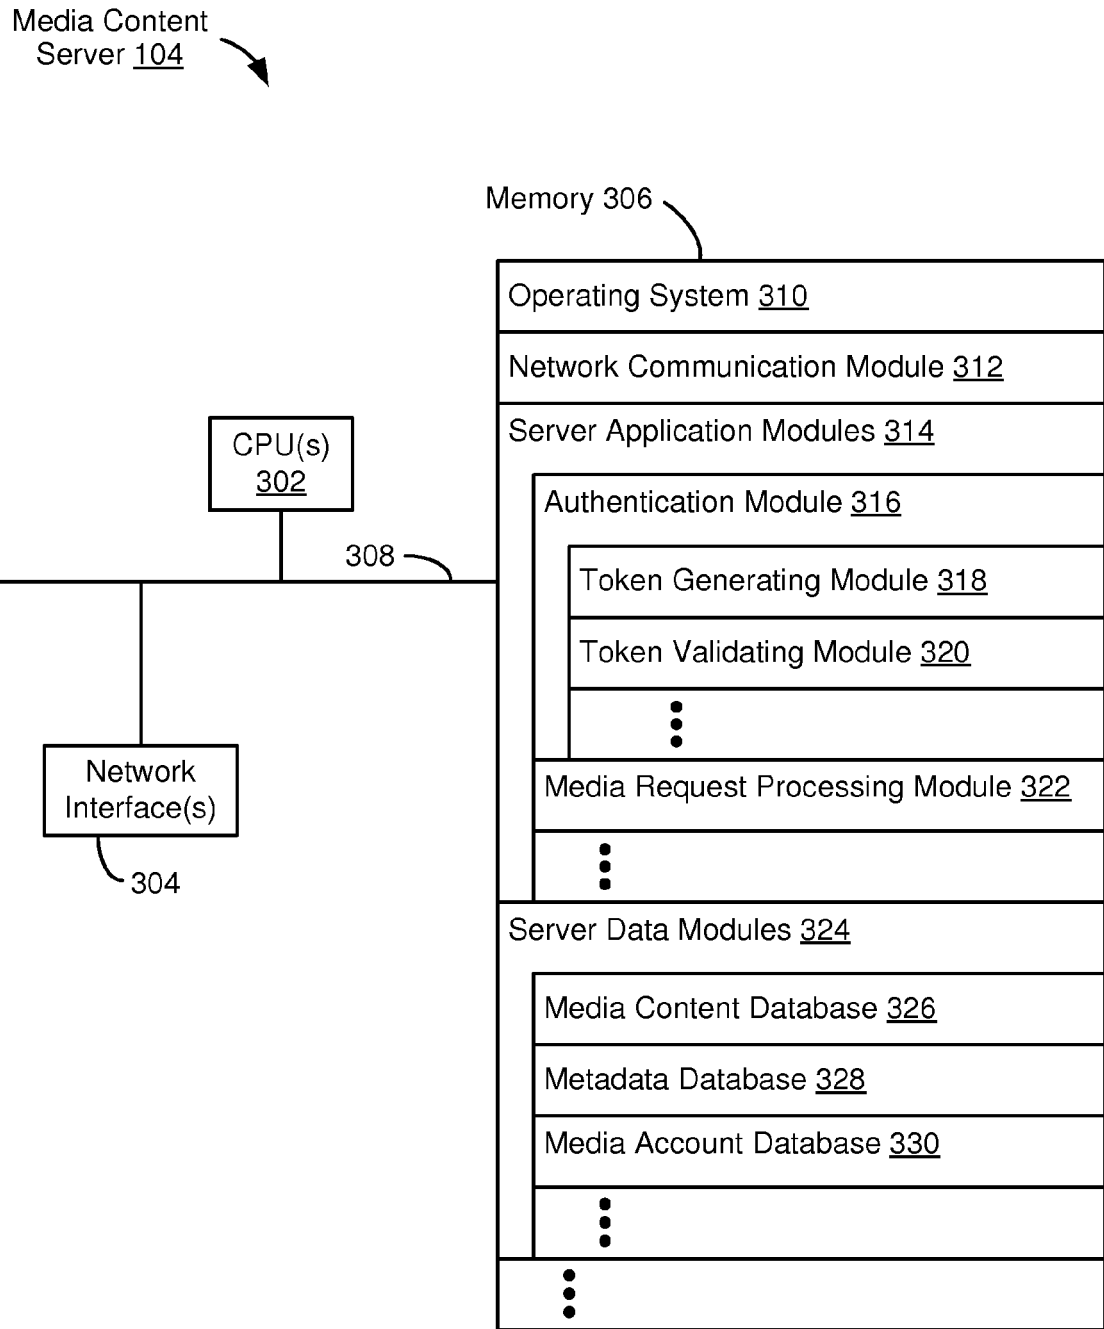 Media Content
Server 104
Memory 306
Operating System 310
Network Communication Module 312
Server Application Modules 314
CPU(s)
302
Authentication Module 316
308
Token Generating Module 318
Token Validating Module 320
Network
Interface(s)
Media Request Processing Module 322
304
Server Data Modules 324
Media Content Database 326
Metadata Database 328
Media Account Database 330